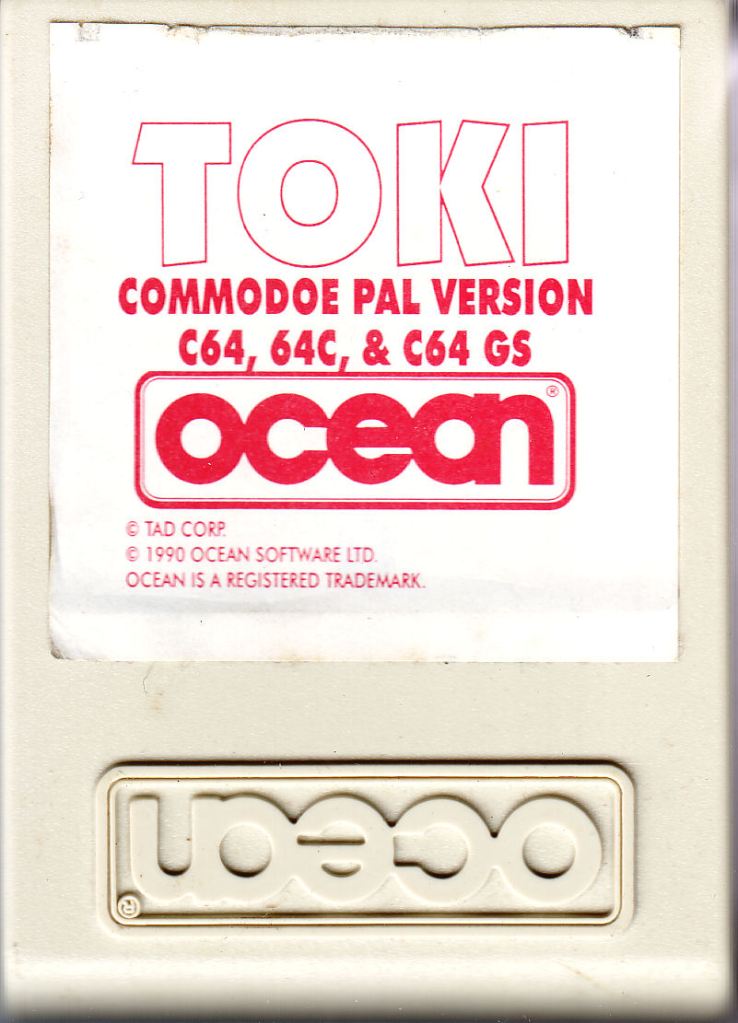 TOKI
COMMODOE PAL VERSION
C64, 64C, & C64 GS
ocean®
© TAD CORP.
© 1990 OCEAN SOFTWARE LTD.
OCEAN IS A REGISTERED TRADEMARK.
ocean®